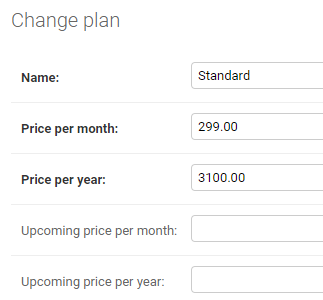 Change plan
Name: Standard
Price per month: 299.00
Price per year: 3100.00
Upcoming price per month:
Upcoming price per year: